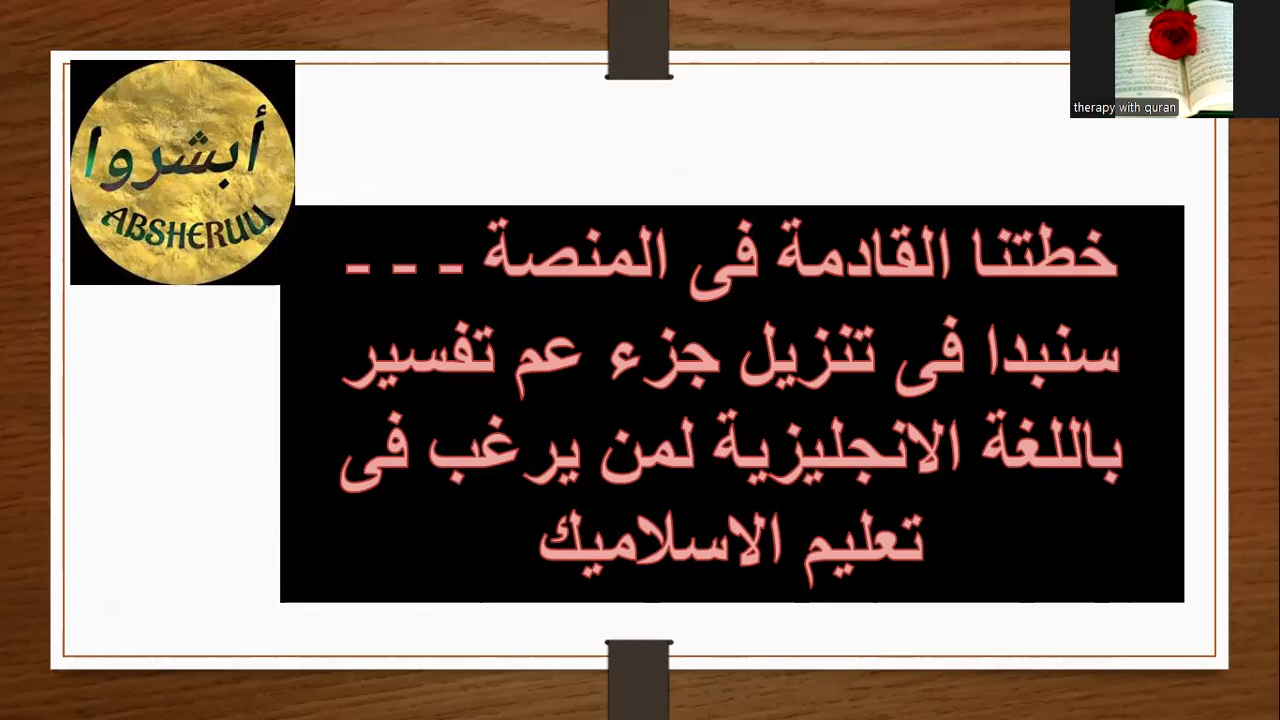 أبشروا
ABSHERUU
therapy with quran
خطتنا القادمة فى المنصة - - -
سنبدا فى تنزيل جزء عم تفسير
باللغة الانجليزية لمن يرغب فى
تعليم الاسلاميك